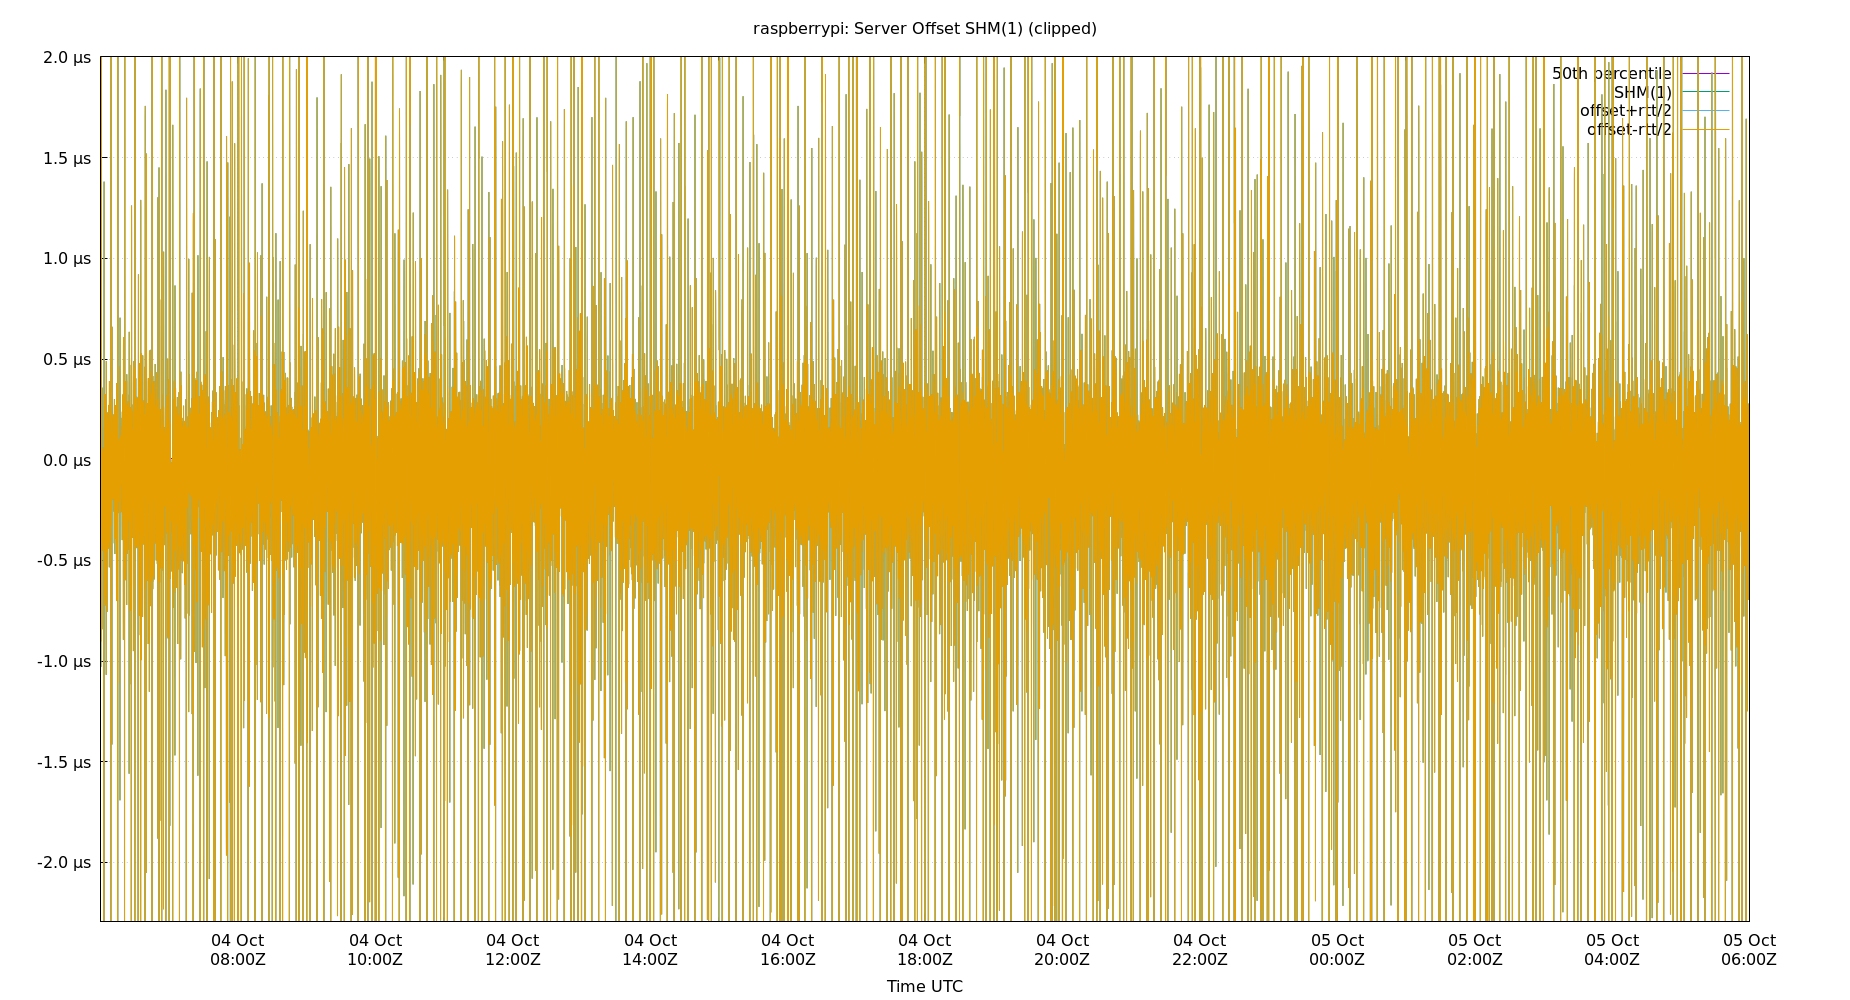 raspberrypi: Server Offset SHM(1) (clipped)
2.0 µs
1.5 µs
1.0 µs
0.5 µs
0.0 µs
-0.5 µs
-1.0 µs
-1.5 µs
-2.0 µs
50th percentile
SHM(1)
offset+rtt/2
offset-rtt/2
04 Oct 04 Oct 04 Oct 04 Oct 04 Oct 04 Oct 04 Oct 04 Oct 05 Oct 05 Oct 05 Oct 05 Oct
08:00Z 10:00Z 12:00Z 14:00Z 16:00Z 18:00Z 20:00Z 22:00Z 00:00Z 02:00Z 04:00Z 06:00Z
Time UTC